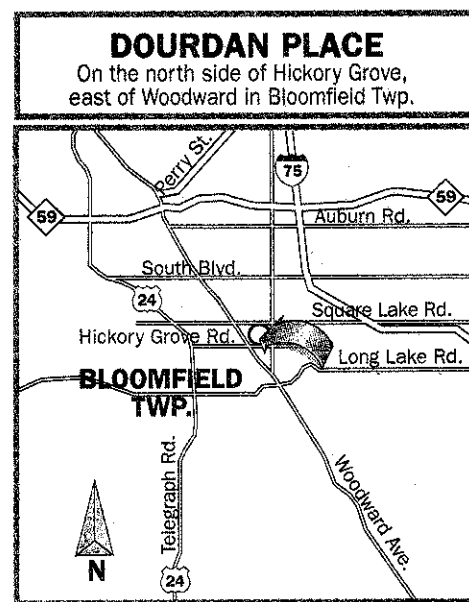 DOURDAN PLACE
On the north side of Hickory Grove,
east of Woodward in Bloomfield Twp.
Perry St.
75
59
59
Auburn Rd.
South Blvd.
24
Square Lake Rd.
Hickory Grove Rd.
Long Lake Rd.
BLOOMFIELD
TWP.
Telegraph Rd.
Woodward Ave.
N
24